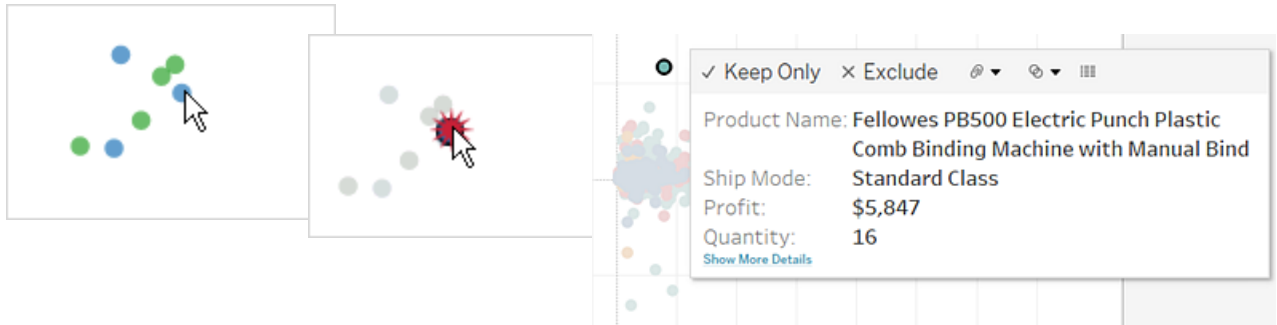 ✓ Keep Only × Exclude
Product Name: Fellowes PB500 Electric Punch Plastic
Comb Binding Machine with Manual Bind
Ship Mode: Standard Class
Profit: $5,847
Quantity: 16
Show More Details